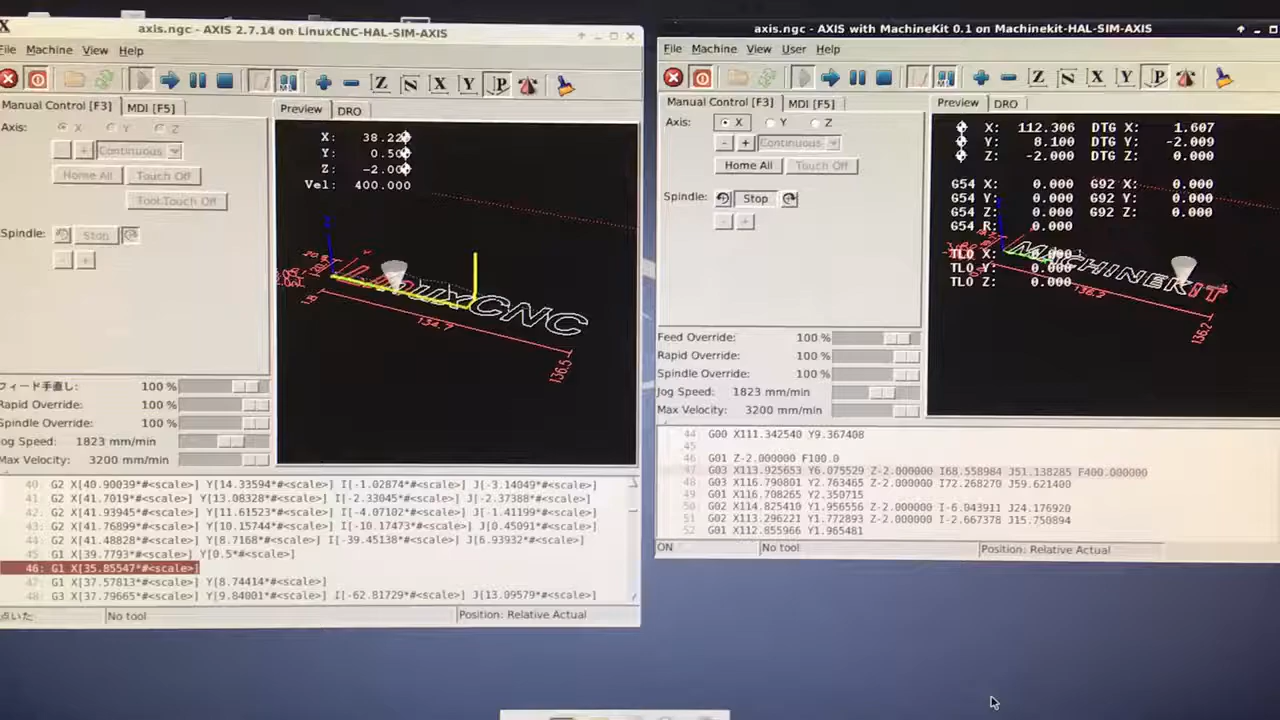 axis.ngc - AXIS 2.7.14 on LinuxCNC-HAL-SIM-AXIS
File Machine View Help
Manual Control [F3] MDI [F5]
Preview DRO
Axis: X Y Z
- + Continuous
Home All Touch Off
Tool Touch Off
Spindle: Stop
- +
X: 38.22
Y: 0.50
Z: -2.00
Vel: 400.000
LinuxCNC
1.8
134.7
136.5
フィード手直し: 100 %
Rapid Override: 100 %
Spindle Override: 100 %
Jog Speed: 1823 mm/min
Max Velocity: 3200 mm/min
40: G2 X[40.90039*#<scale>] Y[14.33594*#<scale>] I[-1.02874*#<scale>] J[-3.14049*#<scale>]
41: G2 X[41.7019*#<scale>] Y[13.08328*#<scale>] I[-2.33045*#<scale>] J[-2.37388*#<scale>]
42: G2 X[41.93945*#<scale>] Y[11.61523*#<scale>] I[-4.07102*#<scale>] J[-1.41199*#<scale>]
43: G2 X[41.76899*#<scale>] Y[10.15744*#<scale>] I[-10.17473*#<scale>] J[0.45091*#<scale>]
44: G2 X[41.48828*#<scale>] Y[8.7168*#<scale>] I[-39.45138*#<scale>] J[6.93932*#<scale>]
45: G1 X[39.7793*#<scale>] Y[0.5*#<scale>]
46: G1 X[35.85547*#<scale>]
47: G1 X[37.57813*#<scale>] Y[8.74414*#<scale>]
48: G3 X[37.79665*#<scale>] Y[9.84001*#<scale>] I[-62.81729*#<scale>] J[13.09579*#<scale>]
No tool
Position: Relative Actual
axis.ngc - AXIS with MachineKit 0.1 on Machinekit-HAL-SIM-AXIS
File Machine View User Help
Manual Control [F3] MDI [F5]
Preview DRO
Axis: X Y Z
- + Continuous
Home All Touch Off
Spindle: Stop
- +
X: 112.306 DTG X: 1.607
Y: 8.100 DTG Y: -2.009
Z: -2.000 DTG Z: 0.000
G54 X: 0.000 G92 X: 0.000
G54 Y: 0.000 G92 Y: 0.000
G54 Z: 0.000 G92 Z: 0.000
G54 R: 0.000
TLO X: 0.000
TLO Y: 0.000
TLO Z: 0.000
MACHINEKIT
136.2
Feed Override: 100 %
Rapid Override: 100 %
Spindle Override: 100 %
Jog Speed: 1823 mm/min
Max Velocity: 3200 mm/min
44: G00 X111.342540 Y9.367408
45:
46: G01 Z-2.000000 F100.0
47: G03 X113.925653 Y6.075529 Z-2.000000 I68.558984 J51.138285 F400.000000
48: G03 X116.790801 Y2.763465 Z-2.000000 I72.268270 J59.621400
49: G01 X116.708265 Y2.350715
50: G02 X114.825410 Y1.956556 Z-2.000000 I-6.043911 J24.176920
51: G02 X113.296221 Y1.772893 Z-2.000000 I-2.667378 J15.750894
52: G01 X112.855966 Y1.965481
ON
No tool
Position: Relative Actual